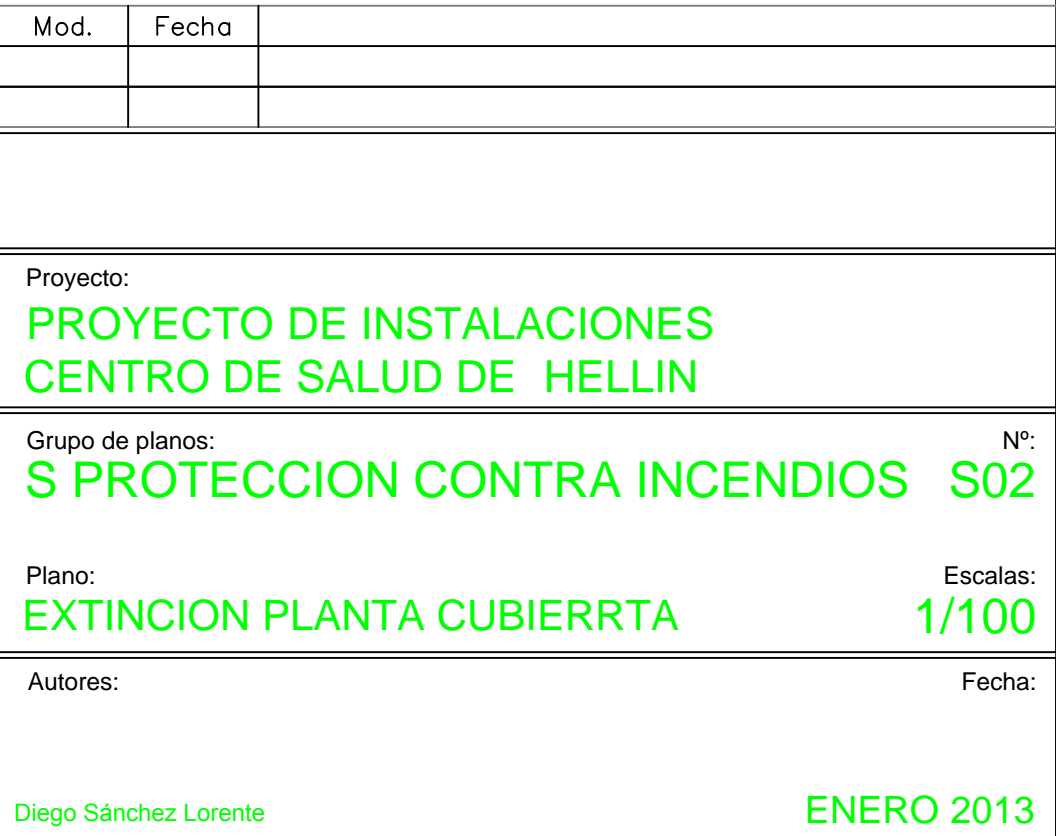 Mod. Fecha
Proyecto:
PROYECTO DE INSTALACIONES
CENTRO DE SALUD DE HELLIN
Grupo de planos: Nº:
S PROTECCION CONTRA INCENDIOS S02
Plano: Escalas:
EXTINCION PLANTA CUBIERRTA 1/100
Autores: Fecha:
Diego Sánchez Lorente ENERO 2013